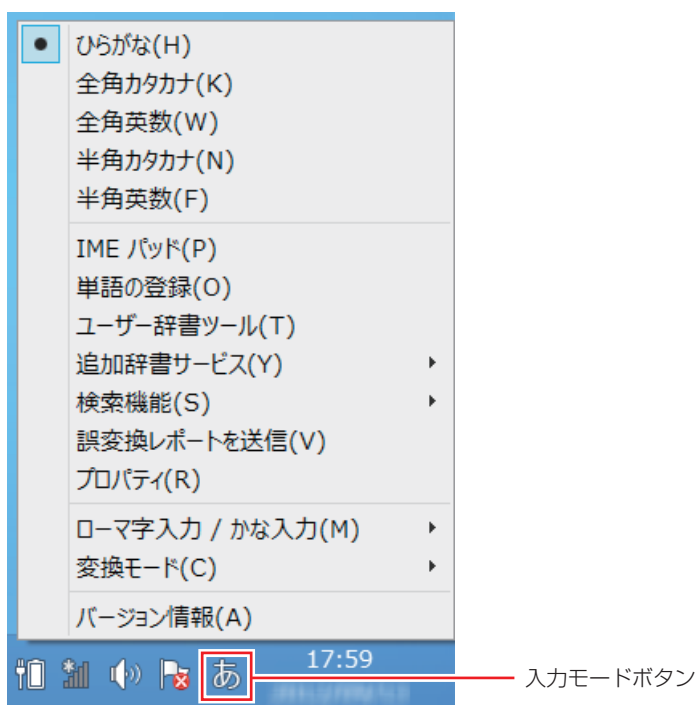 ひらがな(H)
全角カタカナ(K)
全角英数(W)
半角カタカナ(N)
半角英数(F)
IME パッド(P)
単語の登録(O)
ユーザー辞書ツール(T)
追加辞書サービス(Y)
検索機能(S)
誤変換レポートを送信(V)
プロパティ(R)
ローマ字入力 / かな入力(M)
変換モード(C)
バージョン情報(A)
あ
17:59
入力モードボタン